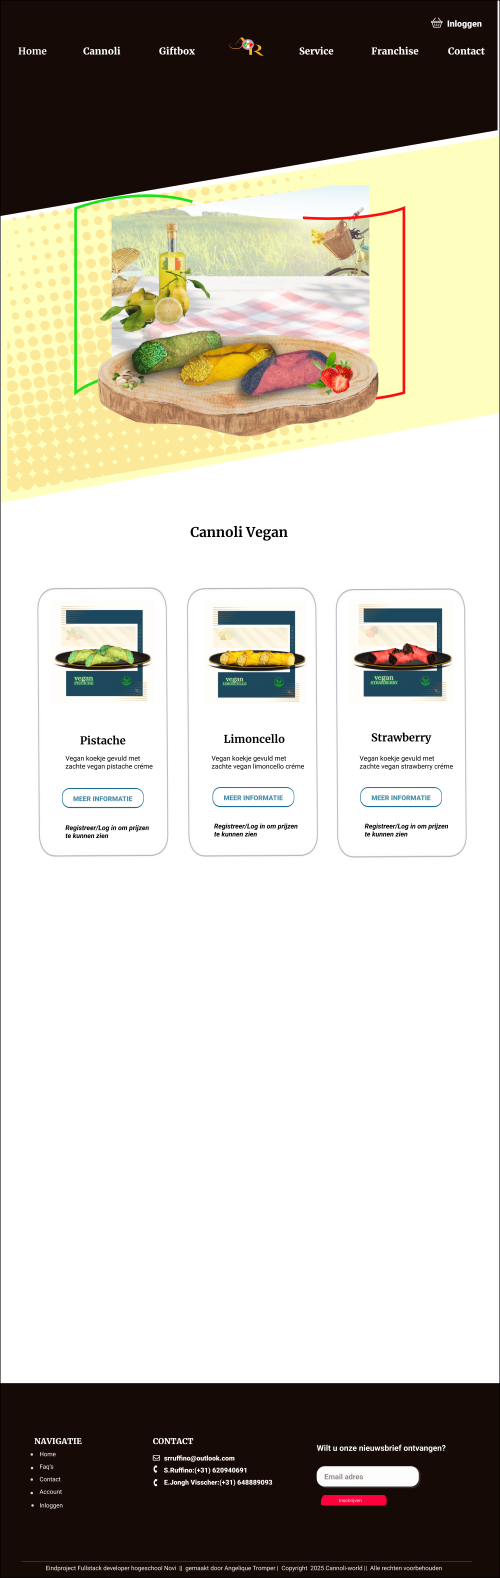 Inloggen
Home Cannoli Giftbox Service Franchise Contact
Cannoli Vegan
vegan
PISTACHE
vegan
LIMONCELLO
vegan
STRAWBERRY
Pistache
Vegan koekje gevuld met
zachte vegan pistache créme
MEER INFORMATIE
Registreer/Log in om prijzen
te kunnen zien
Limoncello
Vegan koekje gevuld met
zachte vegan limoncello créme
MEER INFORMATIE
Registreer/Log in om prijzen
te kunnen zien
Strawberry
Vegan koekje gevuld met
zachte vegan strawberry créme
MEER INFORMATIE
Registreer/Log in om prijzen
te kunnen zien
NAVIGATIE
Home
Faq's
Contact
Account
Inloggen
CONTACT
srruffino@outlook.com
S.Ruffino:(+31) 620940691
E.Jongh Visscher:(+31) 648889093
Wilt u onze nieuwsbrief ontvangen?
Email adres
Inschrijven
Eindproject Fullstack developer hogeschool Novi || gemaakt door Angelique Tromper | Copyright 2025 Cannoli-world || Alle rechten voorbehouden